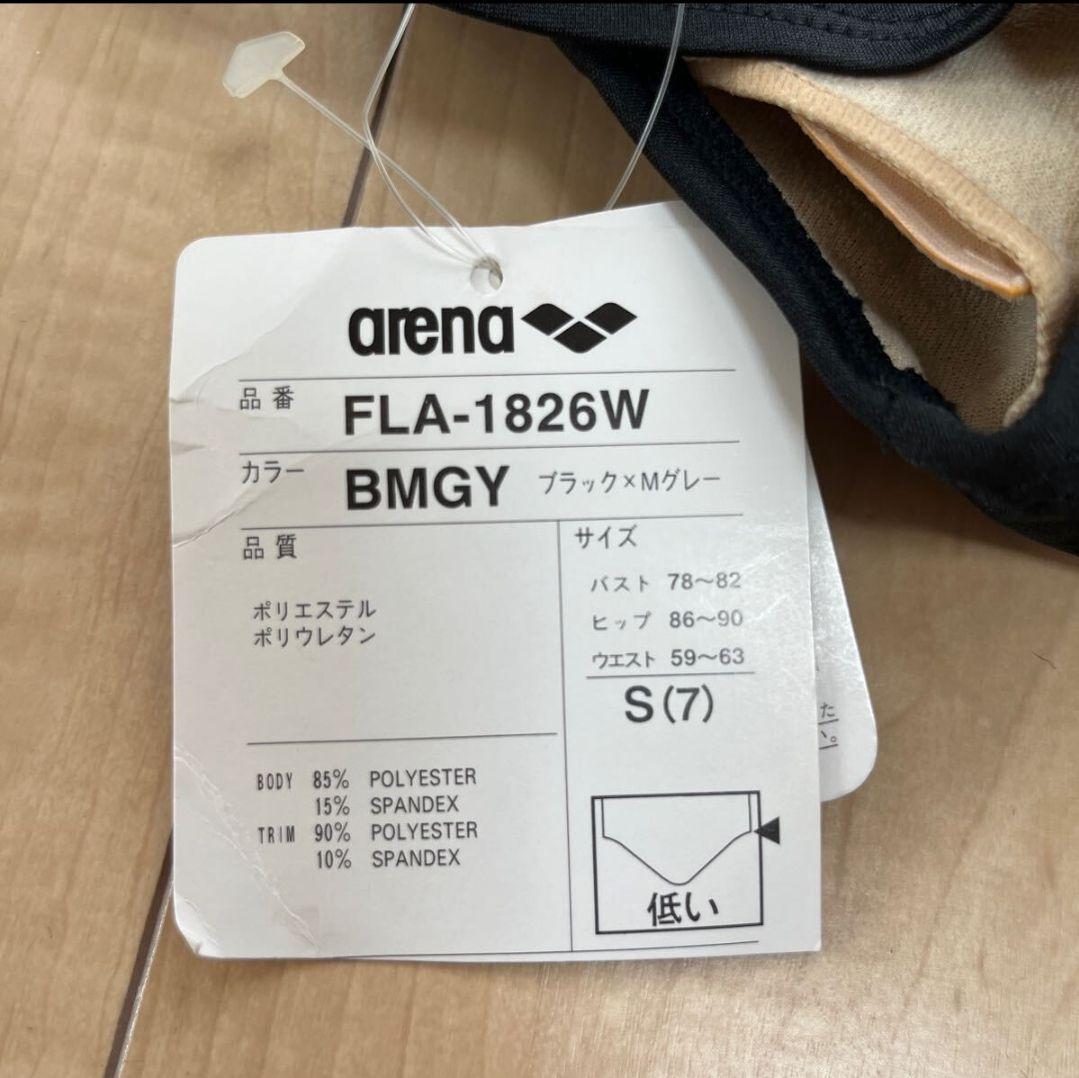 arena
品番 FLA-1826W
カラー BMGY ブラック×Mグレー
品質
ポリエステル
ポリウレタン
BODY 85% POLYESTER
15% SPANDEX
TRIM 90% POLYESTER
10% SPANDEX
サイズ
バスト 78〜82
ヒップ 86〜90
ウエスト 59〜63
S(7)
低い
た
い。